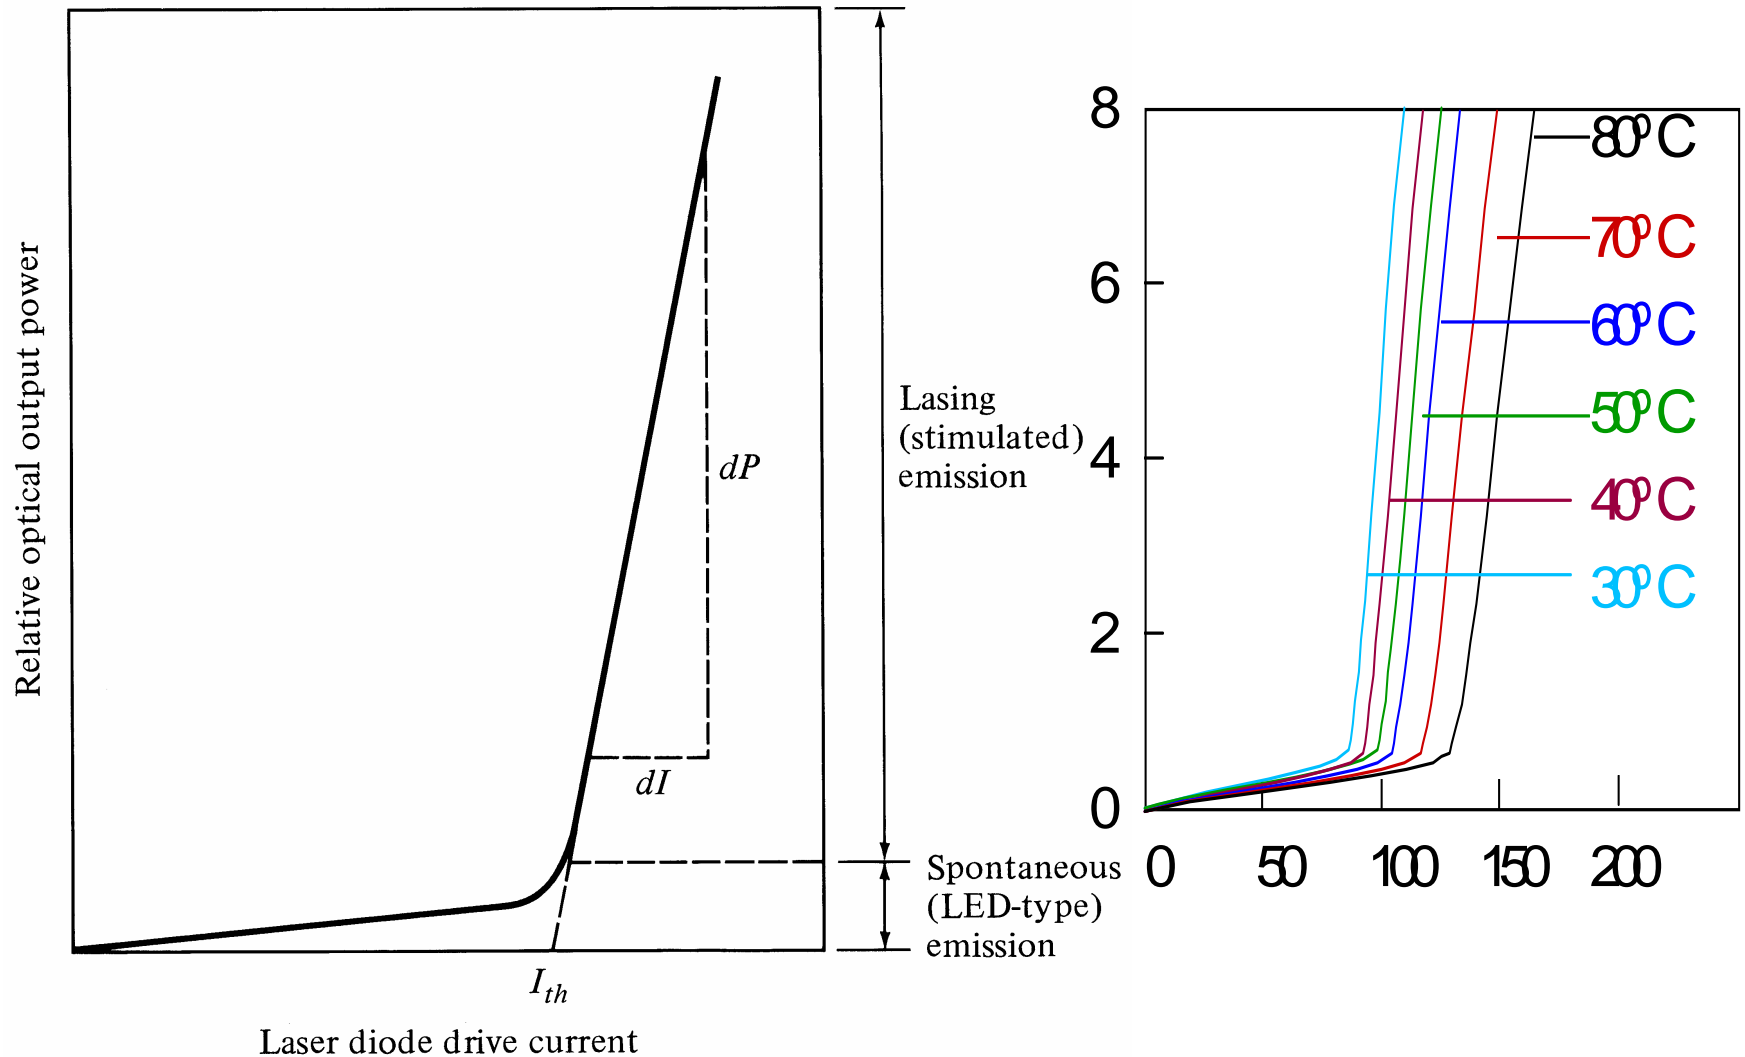 Relative optical output power
dP
dI
I_th
Laser diode drive current
Lasing
(stimulated)
emission
Spontaneous
(LED-type)
emission
8
6
4
2
0
0 50 100 150 200
80°C
70°C
60°C
50°C
40°C
30°C